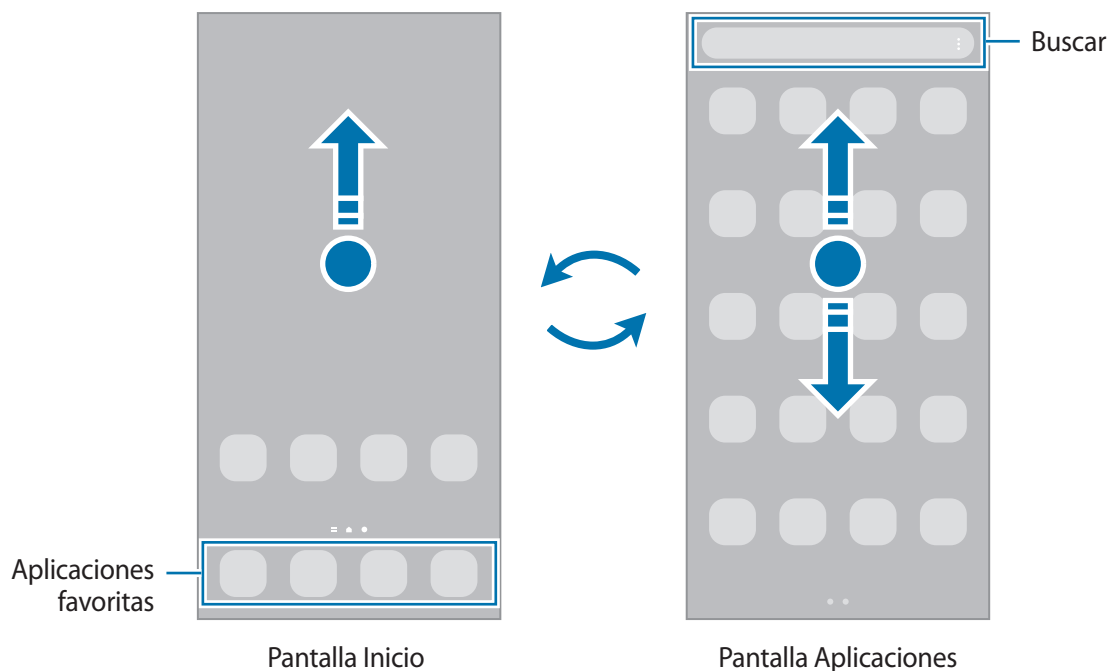 Buscar
Aplicaciones
favoritas
Pantalla Inicio
Pantalla Aplicaciones